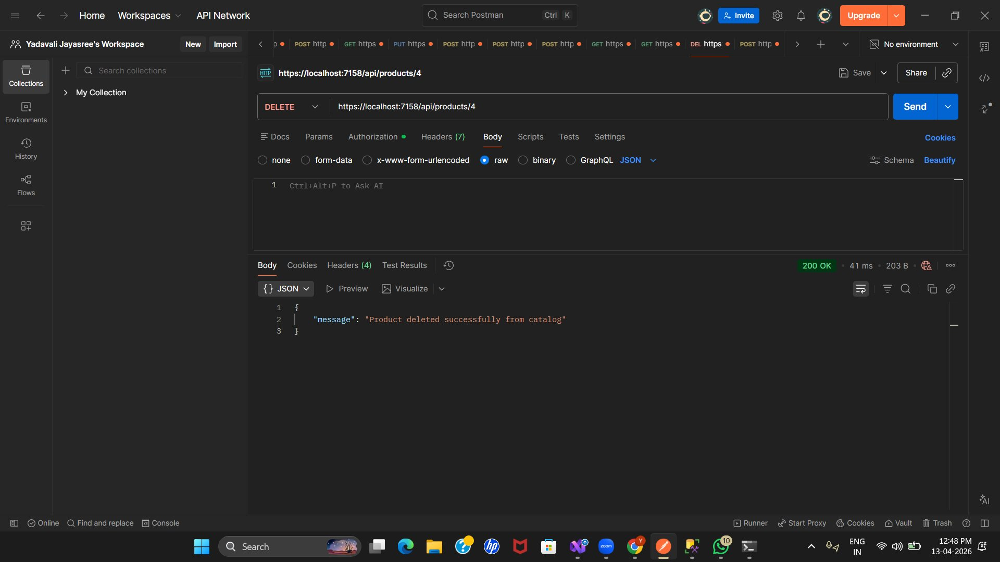 Home Workspaces API Network Search Postman Ctrl K Invite Upgrade
Yadavali Jayasree's Workspace New Import
POST http GET https PUT https POST http POST http POST http GET https GET https DEL https: POST http No environment
Collections
Environments
History
Flows
Search collections
My Collection
HTTP https://localhost:7158/api/products/4 Save Share
DELETE https://localhost:7158/api/products/4 Send
Docs Params Authorization Headers (7) Body Scripts Tests Settings Cookies
none form-data x-www-form-urlencoded raw binary GraphQL JSON Schema Beautify
1 Ctrl+Alt+P to Ask AI
Body Cookies Headers (4) Test Results 200 OK • 41 ms • 203 B
{} JSON Preview Visualize
1 {
2 "message": "Product deleted successfully from catalog"
3 }
AI
Online Find and replace Console Runner Start Proxy Cookies Vault Trash
Search hp zoom Y 10 ENG 12:48 PM
IN 13-04-2026